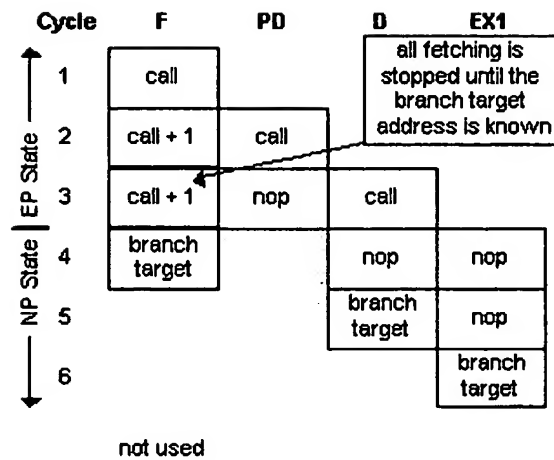 Cycle F PD D EX1
all fetching is
stopped until the
branch target
address is known
1 call
2 call + 1 call
3 call + 1 nop call
4 branch target nop nop
5 branch target nop
6 branch target
EP State
NP State
not used